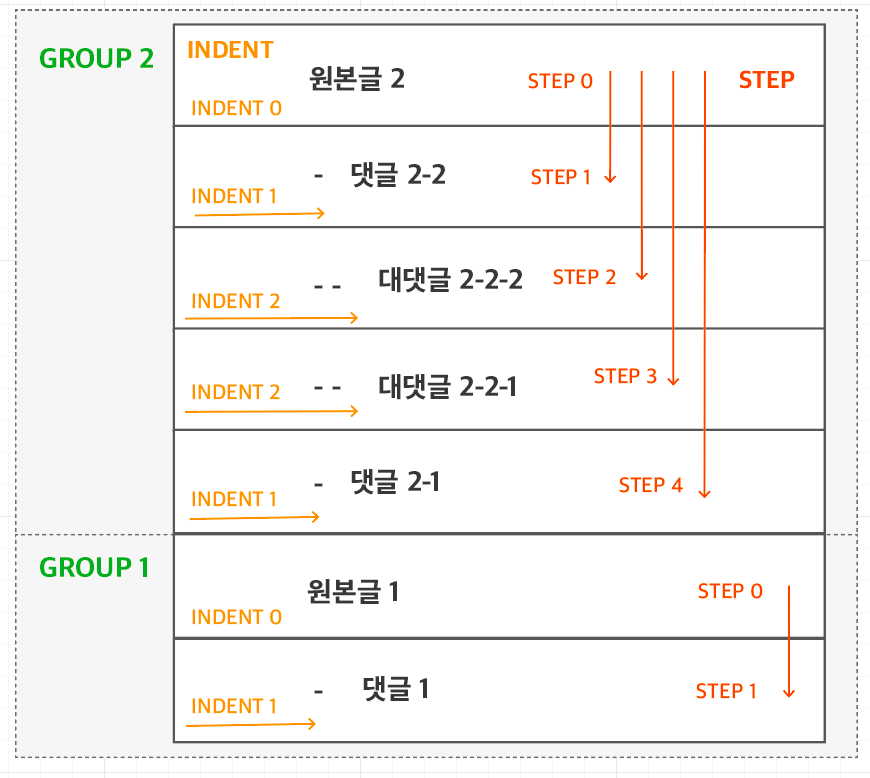 GROUP 2
INDENT
원본글 2
STEP 0
STEP
INDENT 0
- 댓글 2-2
STEP 1
INDENT 1
- - 대댓글 2-2-2
STEP 2
INDENT 2
- - 대댓글 2-2-1
STEP 3
INDENT 2
- 댓글 2-1
STEP 4
INDENT 1
GROUP 1
원본글 1
STEP 0
INDENT 0
- 댓글 1
STEP 1
INDENT 1